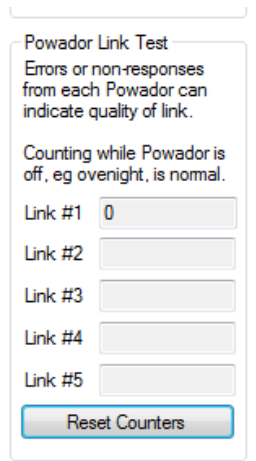 Powador Link Test
Errors or non-responses
from each Powador can
indicate quality of link.
Counting while Powador is
off, eg ovenight, is normal.
Link #1 0
Link #2
Link #3
Link #4
Link #5
Reset Counters